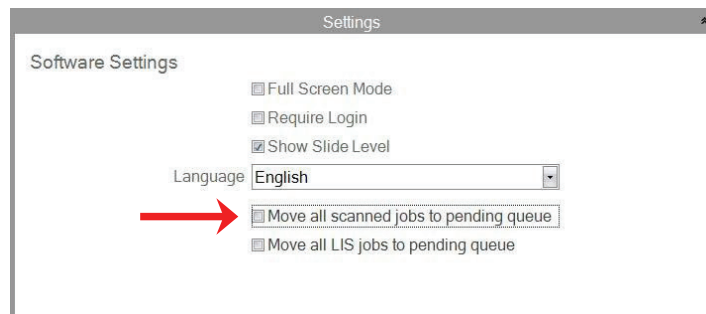 Settings
Software Settings
Full Screen Mode
Require Login
Show Slide Level
Language English
Move all scanned jobs to pending queue
Move all LIS jobs to pending queue